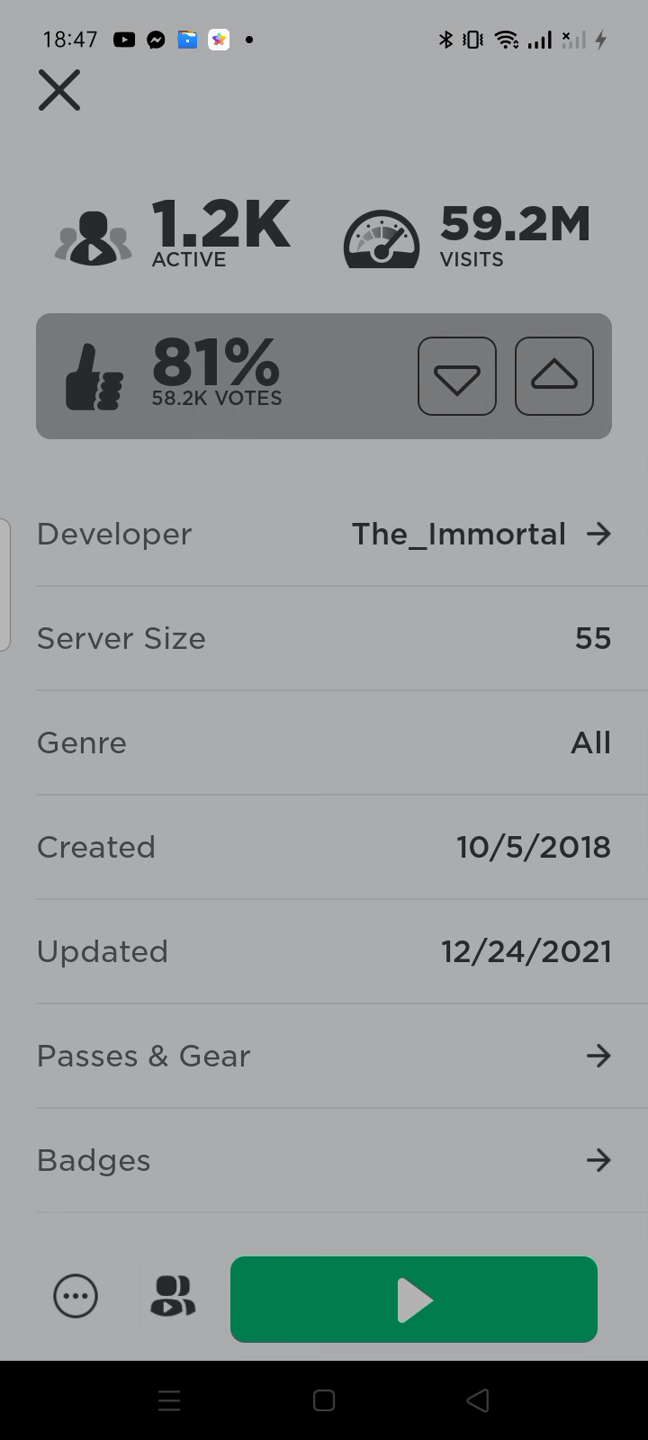 18:47
1.2K
ACTIVE
59.2M
VISITS
81%
58.2K VOTES
Developer The_Immortal
Server Size 55
Genre All
Created 10/5/2018
Updated 12/24/2021
Passes & Gear
Badges